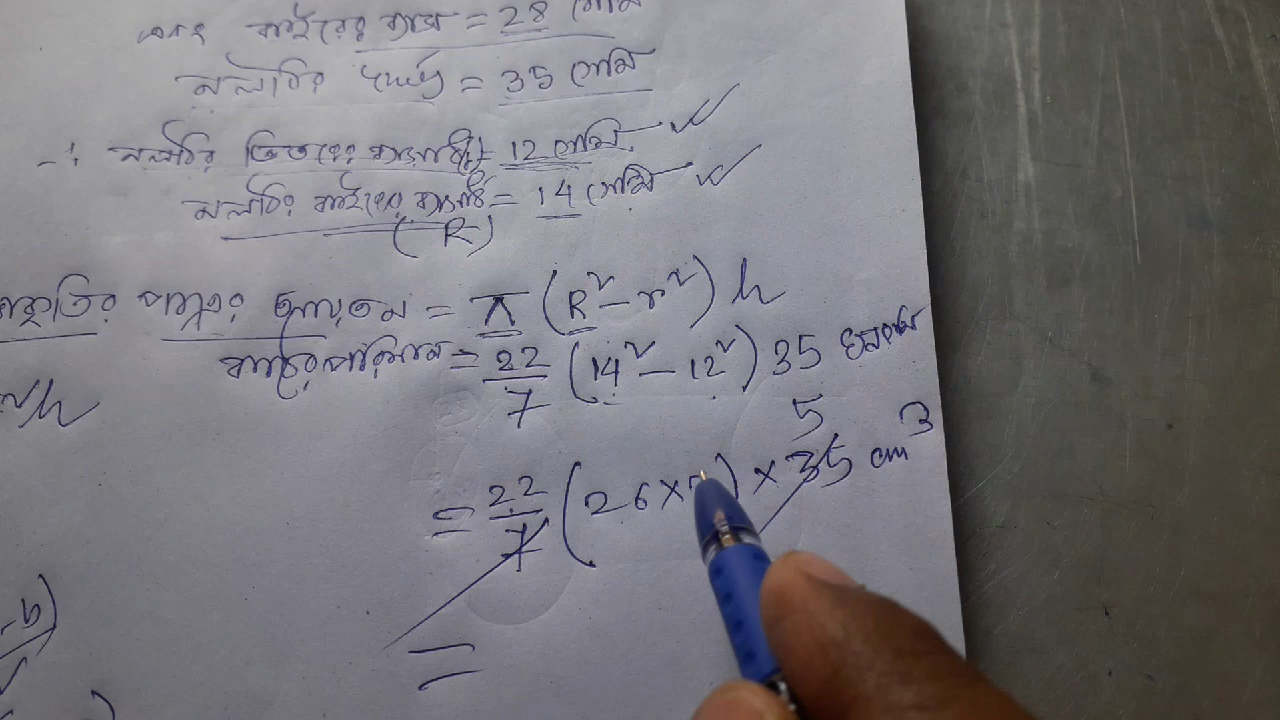 এবং বাইরের ব্যাস = 28 সেমি
নলটির দৈর্ঘ্য = 35 সেমি
∴ নলটির ভিতরের ব্যাসার্ধ = 12 সেমি.
নলটির বাইরের ব্যাসার্ধ = 14 সেমি
(R)
পাত্রের আয়তন = π (R² – r²) h
= 22/7 (14² – 12²) 35 ঘনসেমি
h
5
= 22/7 (26 × ) × 35 cm³
=